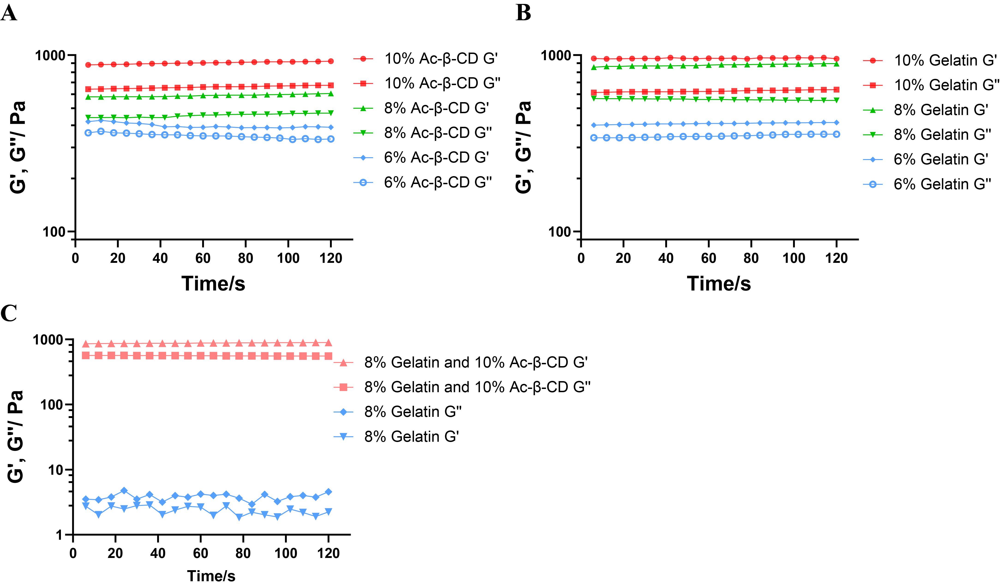 A
G', G"/ Pa
1000
100
0 20 40 60 80 100 120
Time/s
10% Ac-β-CD G'
10% Ac-β-CD G"
8% Ac-β-CD G'
8% Ac-β-CD G"
6% Ac-β-CD G'
6% Ac-β-CD G"
B
G', G"/ Pa
1000
100
0 20 40 60 80 100 120
Time/s
10% Gelatin G'
10% Gelatin G"
8% Gelatin G'
8% Gelatin G"
6% Gelatin G'
6% Gelatin G"
C
G', G"/ Pa
1000
100
10
1
0 20 40 60 80 100 120
Time/s
8% Gelatin and 10% Ac-β-CD G'
8% Gelatin and 10% Ac-β-CD G"
8% Gelatin G"
8% Gelatin G'